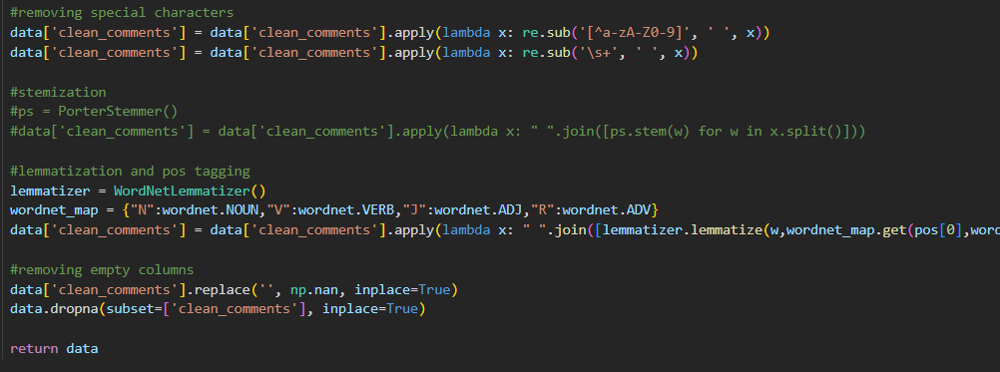 #removing special characters
data['clean_comments'] = data['clean_comments'].apply(lambda x: re.sub('[^a-zA-Z0-9]', ' ', x))
data['clean_comments'] = data['clean_comments'].apply(lambda x: re.sub('\s+', ' ', x))
#stemization
#ps = PorterStemmer()
#data['clean_comments'] = data['clean_comments'].apply(lambda x: " ".join([ps.stem(w) for w in x.split()]))
#lemmatization and pos tagging
lemmatizer = WordNetLemmatizer()
wordnet_map = {"N":wordnet.NOUN,"V":wordnet.VERB,"J":wordnet.ADJ,"R":wordnet.ADV}
data['clean_comments'] = data['clean_comments'].apply(lambda x: " ".join([lemmatizer.lemmatize(w,wordnet_map.get(pos[0],word
#removing empty columns
data['clean_comments'].replace('', np.nan, inplace=True)
data.dropna(subset=['clean_comments'], inplace=True)
return data